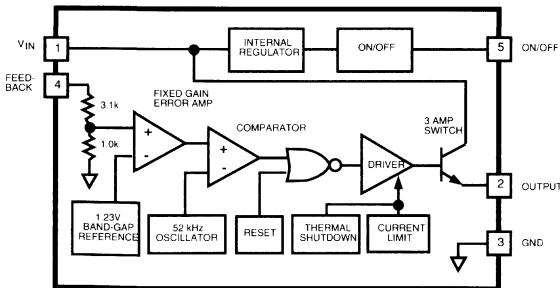 VIN
1
INTERNAL
REGULATOR
ON/OFF
5
ON/OFF
FEED-
BACK
4
3.1k
1.0k
FIXED GAIN
ERROR AMP
+
-
COMPARATOR
+
-
3 AMP
SWITCH
DRIVER
2
OUTPUT
1 23V
BAND-GAP
REFERENCE
52 kHz
OSCILLATOR
RESET
THERMAL
SHUTDOWN
CURRENT
LIMIT
3
GND